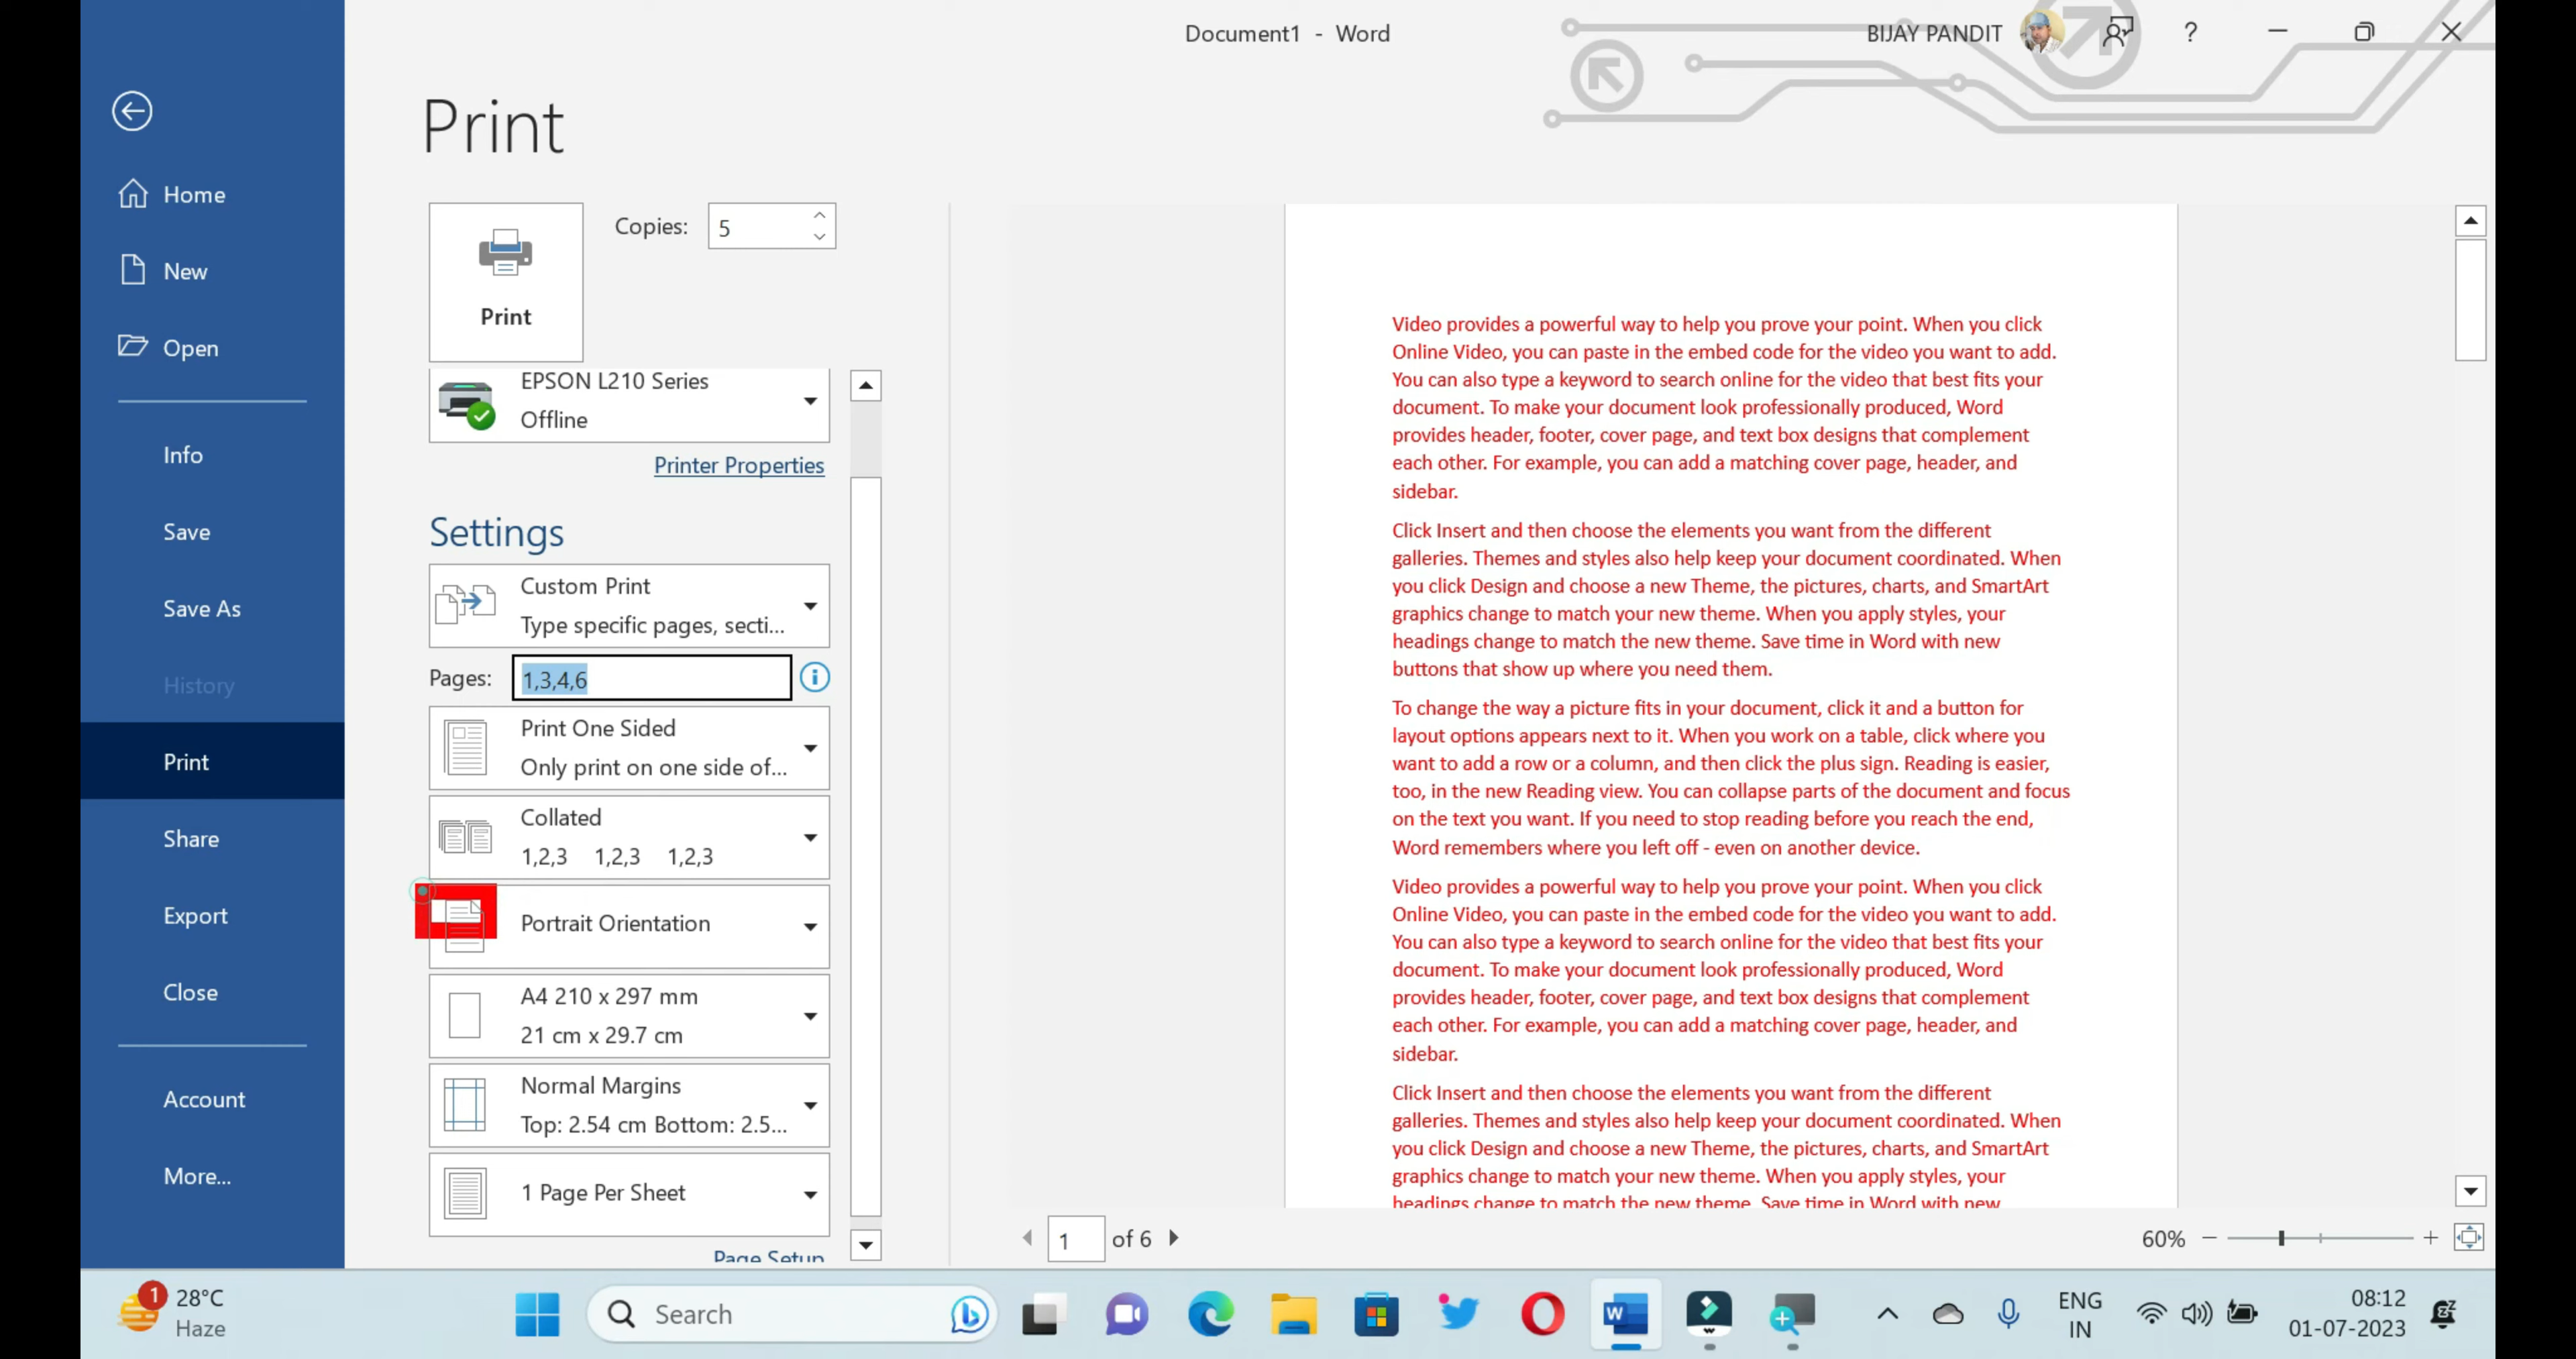 Document1 - Word
BIJAY PANDIT
?
Print
Home
New
Open
Info
Save
Save As
History
Print
Share
Export
Close
Account
More...
Print
Copies: 5
EPSON L210 Series
Offline
Printer Properties
Settings
Custom Print
Type specific pages, secti...
Pages: 1,3,4,6
Print One Sided
Only print on one side of...
Collated
1,2,3 1,2,3 1,2,3
Portrait Orientation
A4 210 x 297 mm
21 cm x 29.7 cm
Normal Margins
Top: 2.54 cm Bottom: 2.5...
1 Page Per Sheet
Page Setup
Video provides a powerful way to help you prove your point. When you click
Online Video, you can paste in the embed code for the video you want to add.
You can also type a keyword to search online for the video that best fits your
document. To make your document look professionally produced, Word
provides header, footer, cover page, and text box designs that complement
each other. For example, you can add a matching cover page, header, and
sidebar.
Click Insert and then choose the elements you want from the different
galleries. Themes and styles also help keep your document coordinated. When
you click Design and choose a new Theme, the pictures, charts, and SmartArt
graphics change to match your new theme. When you apply styles, your
headings change to match the new theme. Save time in Word with new
buttons that show up where you need them.
To change the way a picture fits in your document, click it and a button for
layout options appears next to it. When you work on a table, click where you
want to add a row or a column, and then click the plus sign. Reading is easier,
too, in the new Reading view. You can collapse parts of the document and focus
on the text you want. If you need to stop reading before you reach the end,
Word remembers where you left off - even on another device.
Video provides a powerful way to help you prove your point. When you click
Online Video, you can paste in the embed code for the video you want to add.
You can also type a keyword to search online for the video that best fits your
document. To make your document look professionally produced, Word
provides header, footer, cover page, and text box designs that complement
each other. For example, you can add a matching cover page, header, and
sidebar.
Click Insert and then choose the elements you want from the different
galleries. Themes and styles also help keep your document coordinated. When
you click Design and choose a new Theme, the pictures, charts, and SmartArt
graphics change to match your new theme. When you apply styles, your
headings change to match the new theme. Save time in Word with new
1 of 6
60%
1
28°C
Haze
Search
W
ENG
IN
08:12
01-07-2023